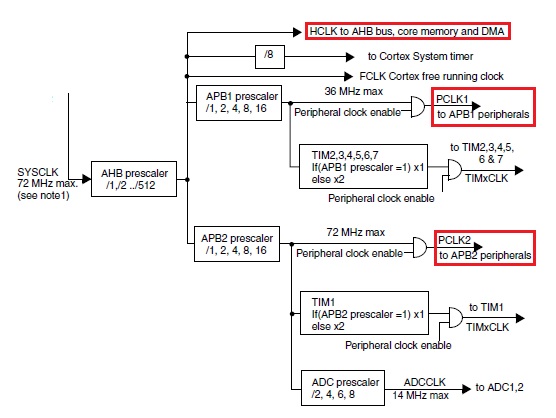 HCLK to AHB bus, core memory and DMA
/8
to Cortex System timer
FCLK Cortex free running clock
APB1 prescaler
/1, 2, 4, 8, 16
36 MHz max
Peripheral clock enable
PCLK1
to APB1 peripherals
TIM2,3,4,5,6,7
If(APB1 prescaler =1) x1
else x2
Peripheral clock enable
to TIM2,3,4,5,
6 & 7
TIMxCLK
SYSCLK
72 MHz max.
(see note1)
AHB prescaler
/1,/2 ../512
APB2 prescaler
/1, 2, 4, 8, 16
72 MHz max
Peripheral clock enable
PCLK2
to APB2 peripherals
TIM1
If(APB2 prescaler =1) x1
else x2
Peripheral clock enable
to TIM1
TIMxCLK
ADC prescaler
/2, 4, 6, 8
ADCCLK
14 MHz max
to ADC1,2